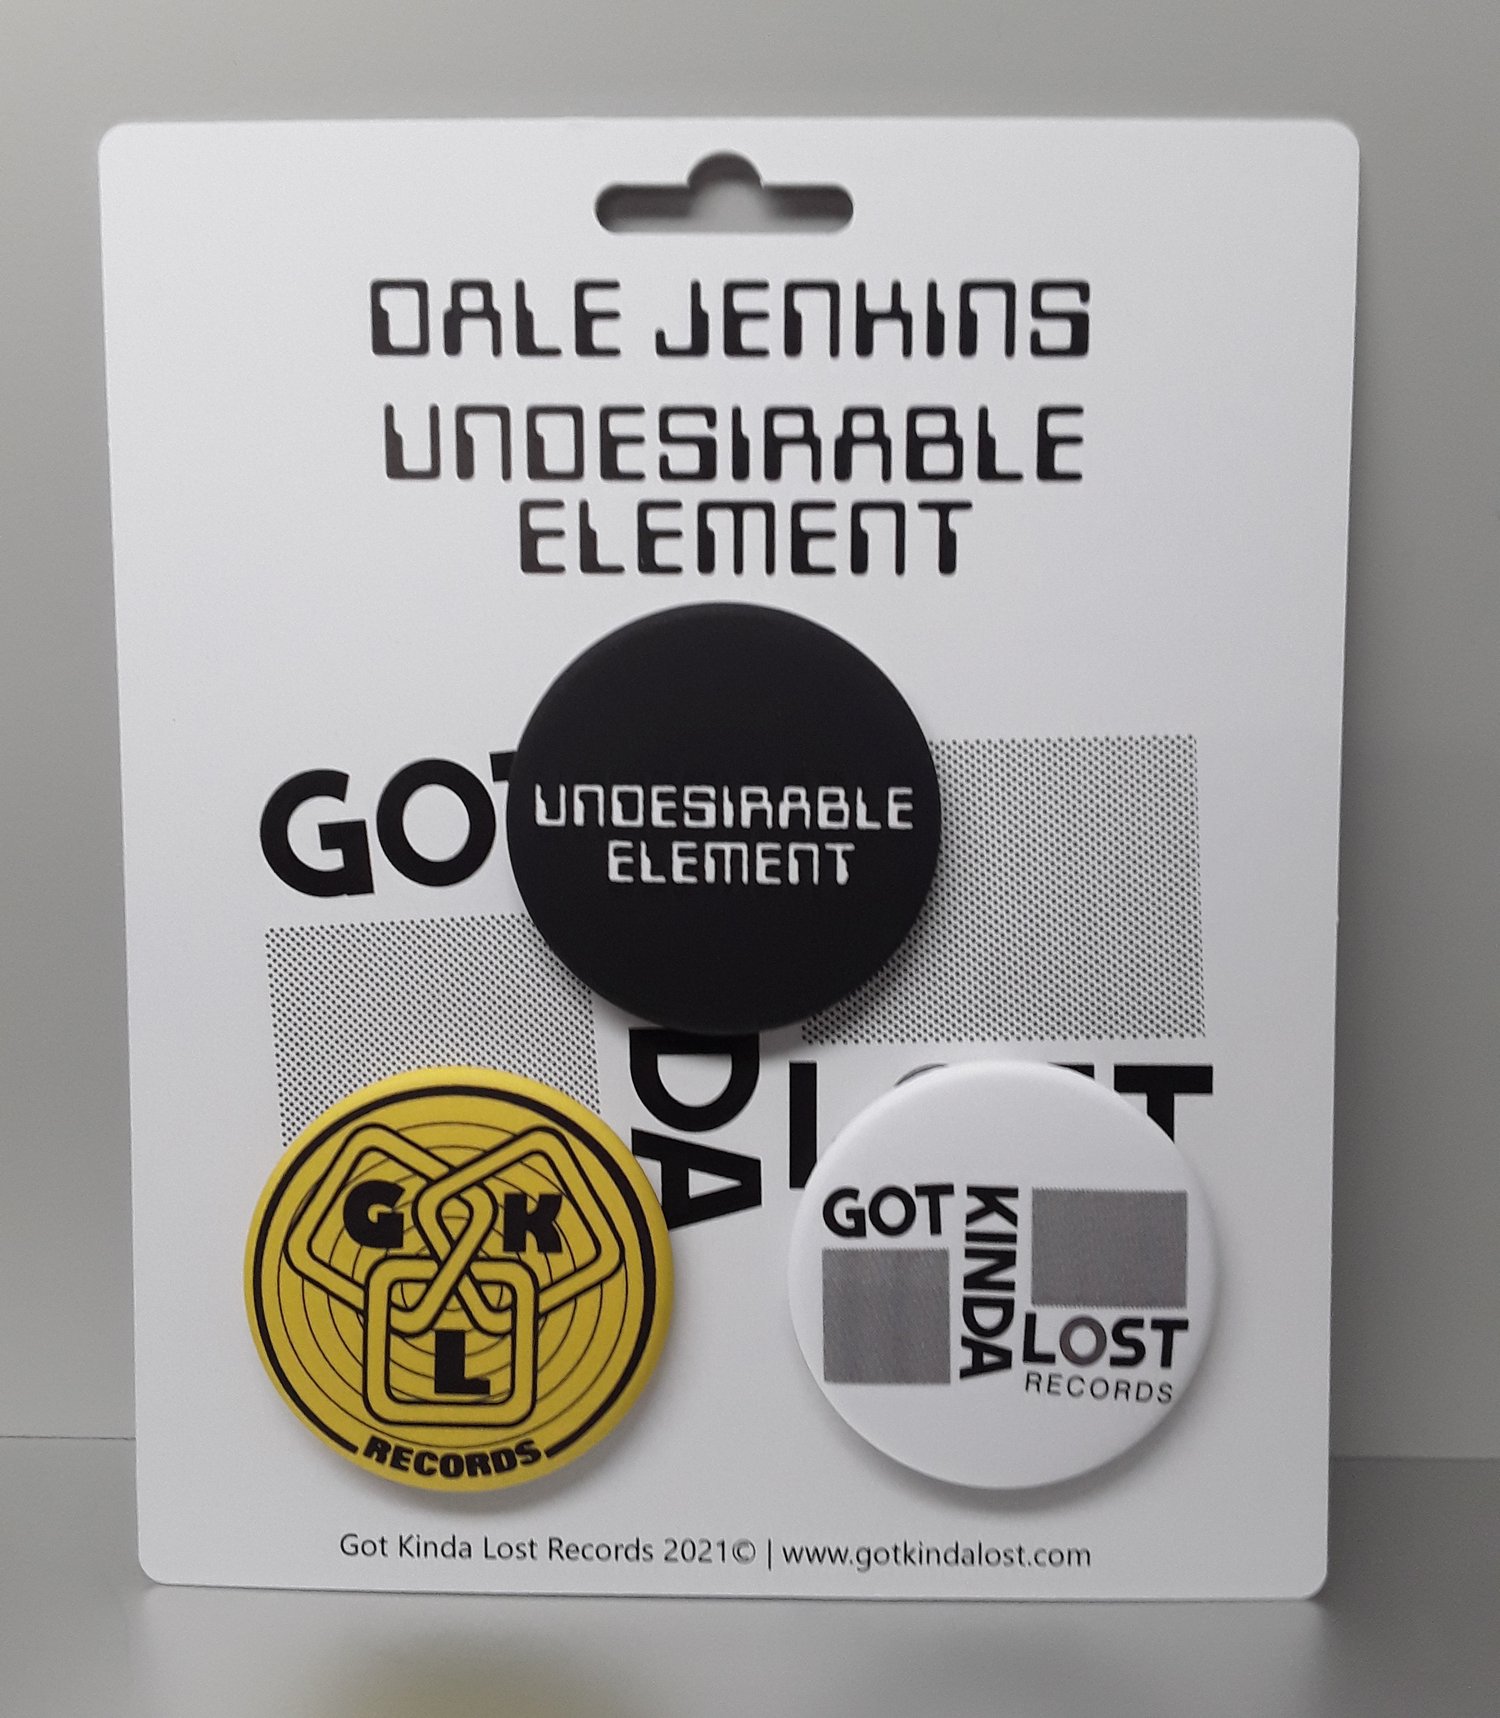 DALE JENKINS
UNDESIRABLE
ELEMENT
UNDESIRABLE
ELEMENT
GOT
DA
G K
L
RECORDS
GOT
KINDA
LOST
RECORDS
Got Kinda Lost Records 2021© | www.gotkindalost.com